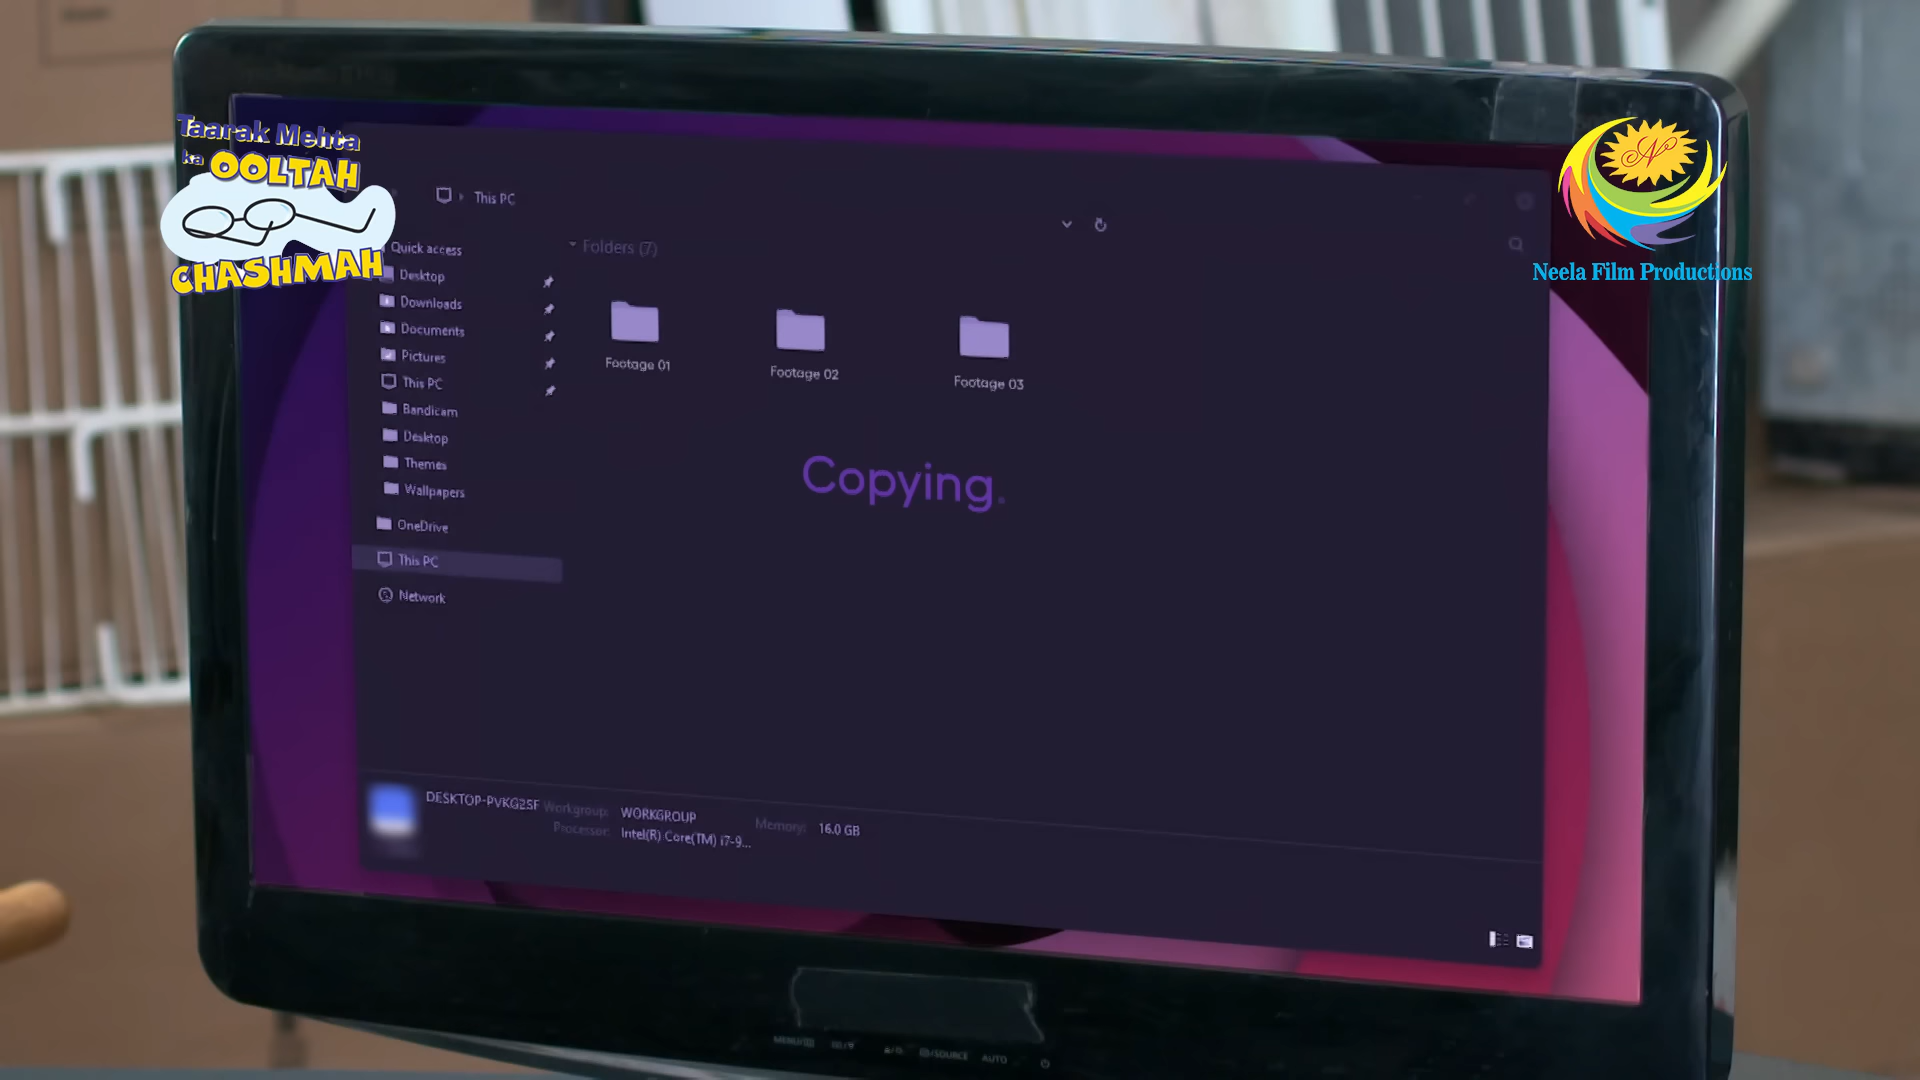 Taarak Mehta
ka OOLTAH
CHASHMAH
Neela Film Productions
This PC
Quick access
Desktop
Downloads
Documents
Pictures
This PC
Bandicam
Desktop
Themes
Wallpapers
OneDrive
This PC
Network
Folders (7)
Footage 01
Footage 02
Footage 03
Copying.
DESKTOP-PVKG2SF
Workgroup: WORKGROUP
Memory: 16.0 GB
Processor: Intel(R) Core(TM) i7-9...
AUTO